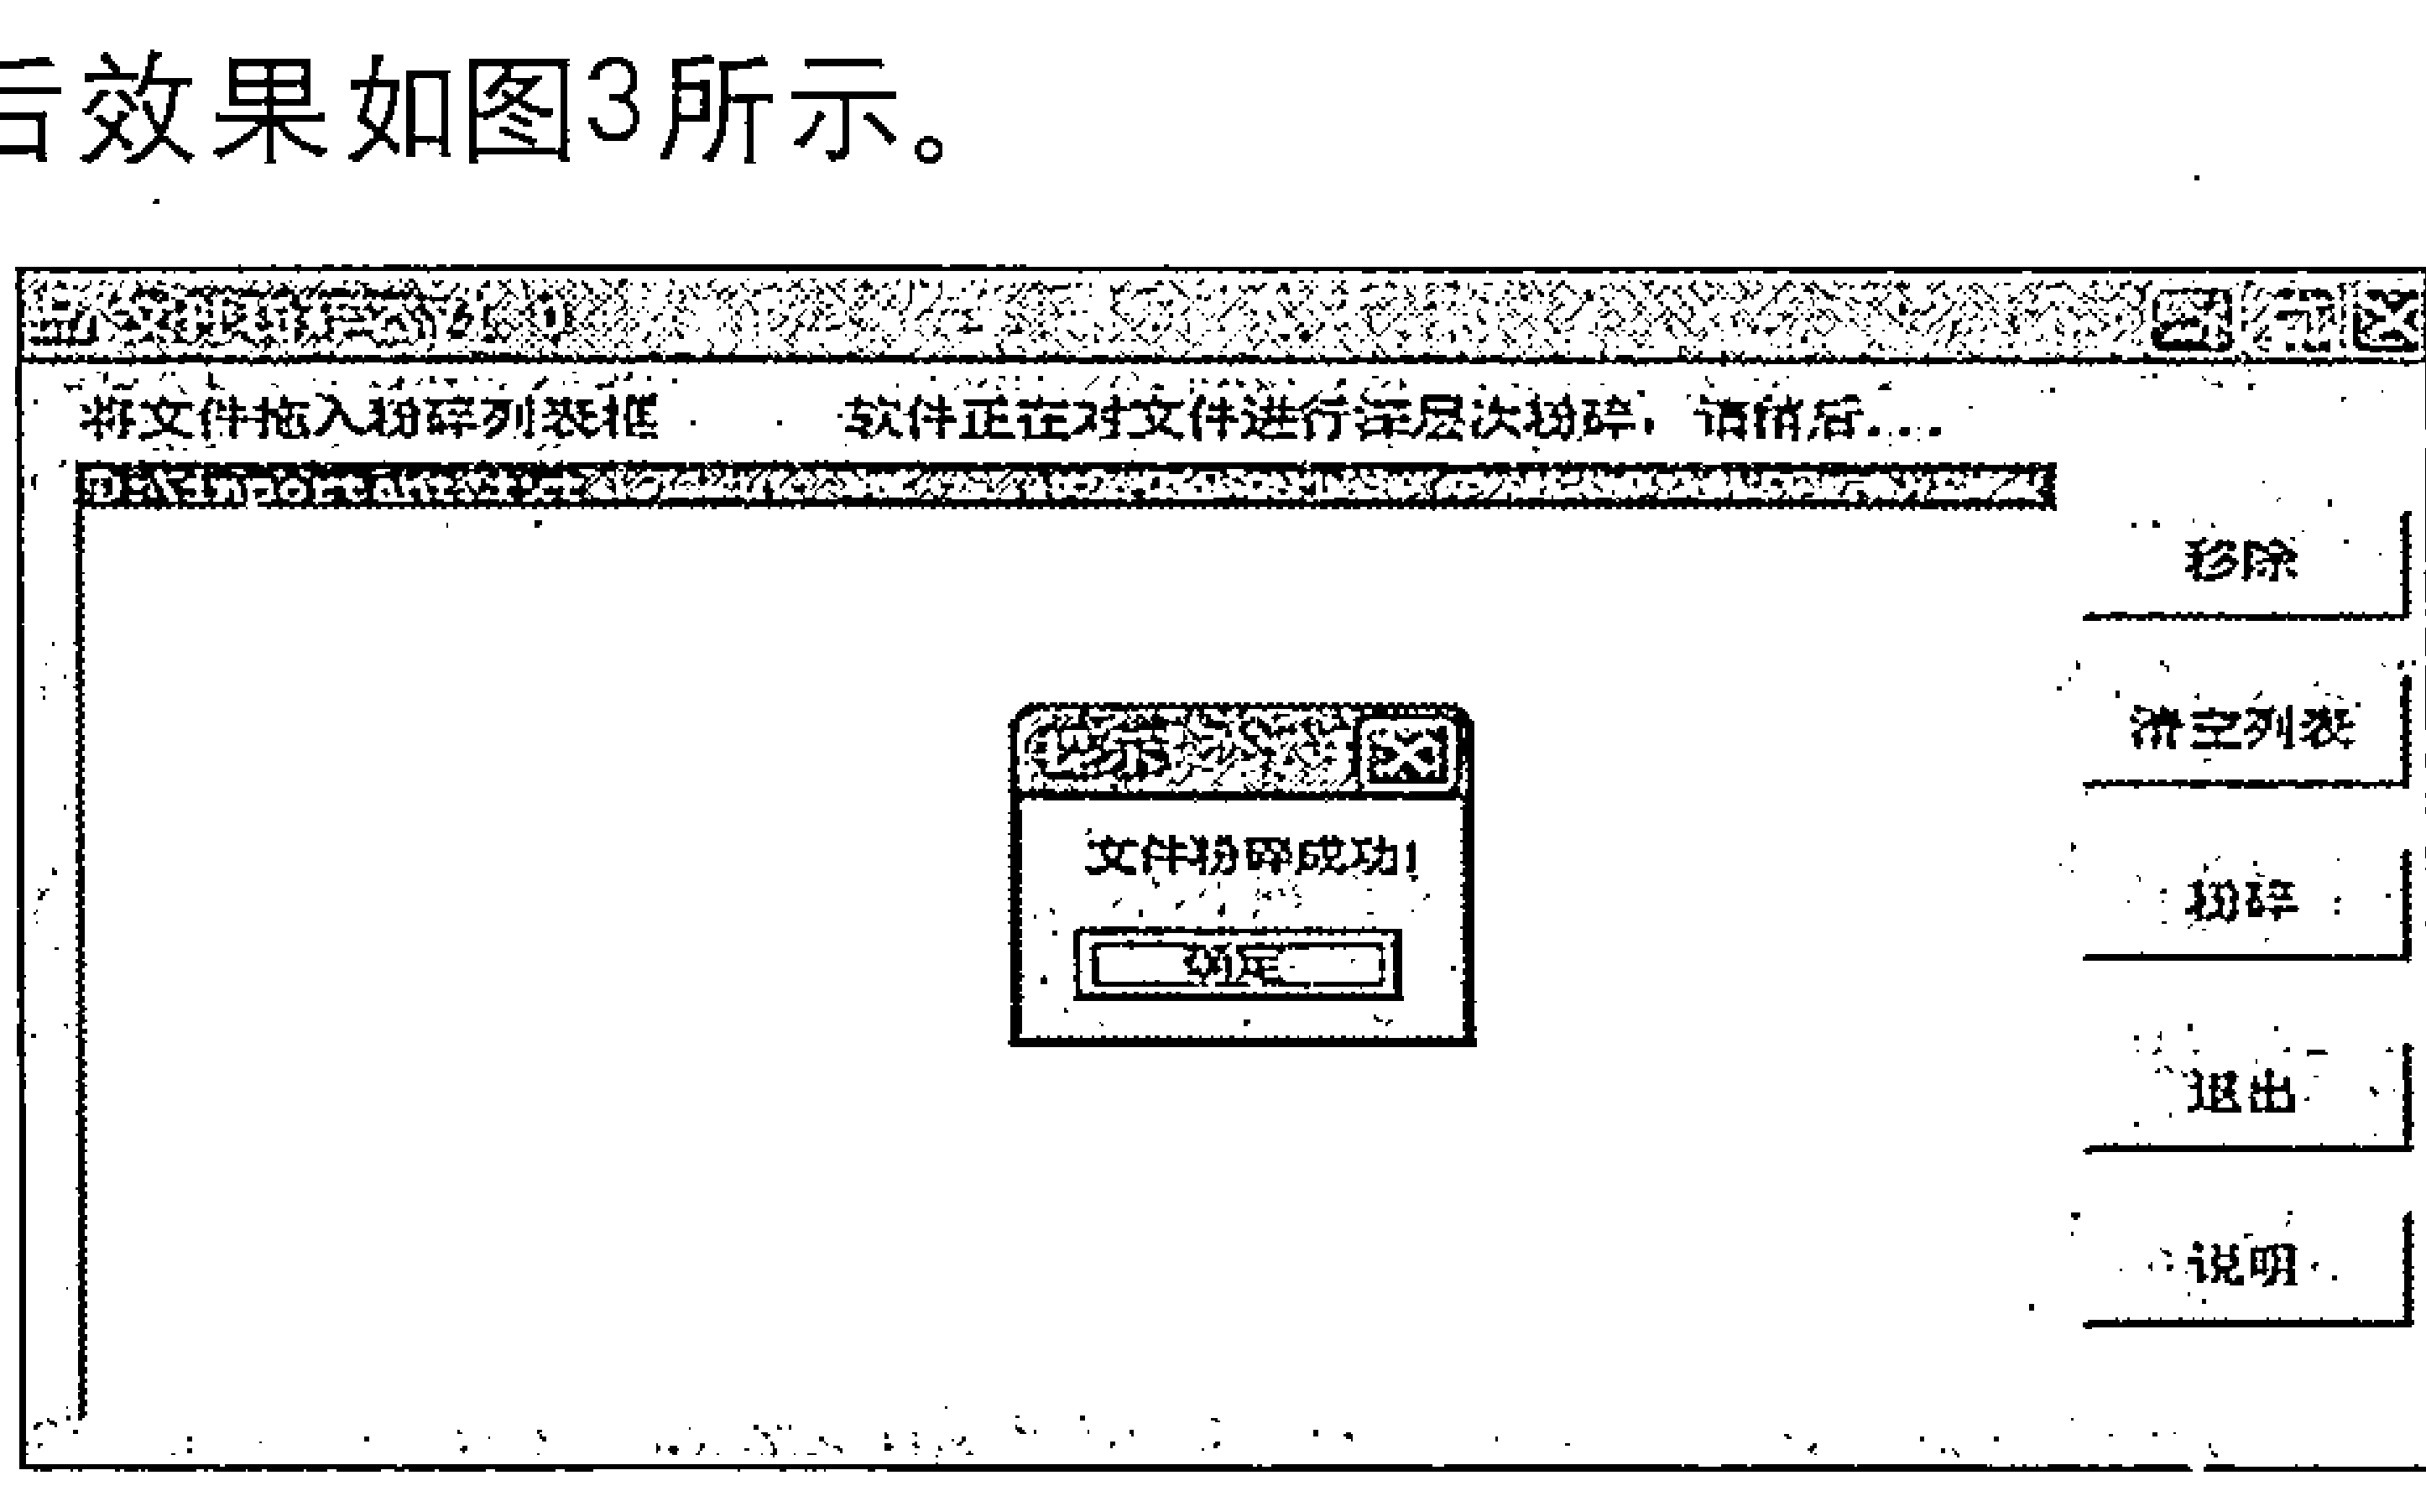 后效果如图3所示。
将文件拖入粉碎列表框 软件正在对文件进行深层次粉碎，请稍后...
移除
清空列表
提示
文件粉碎成功!
粉碎
确定
退出
说明